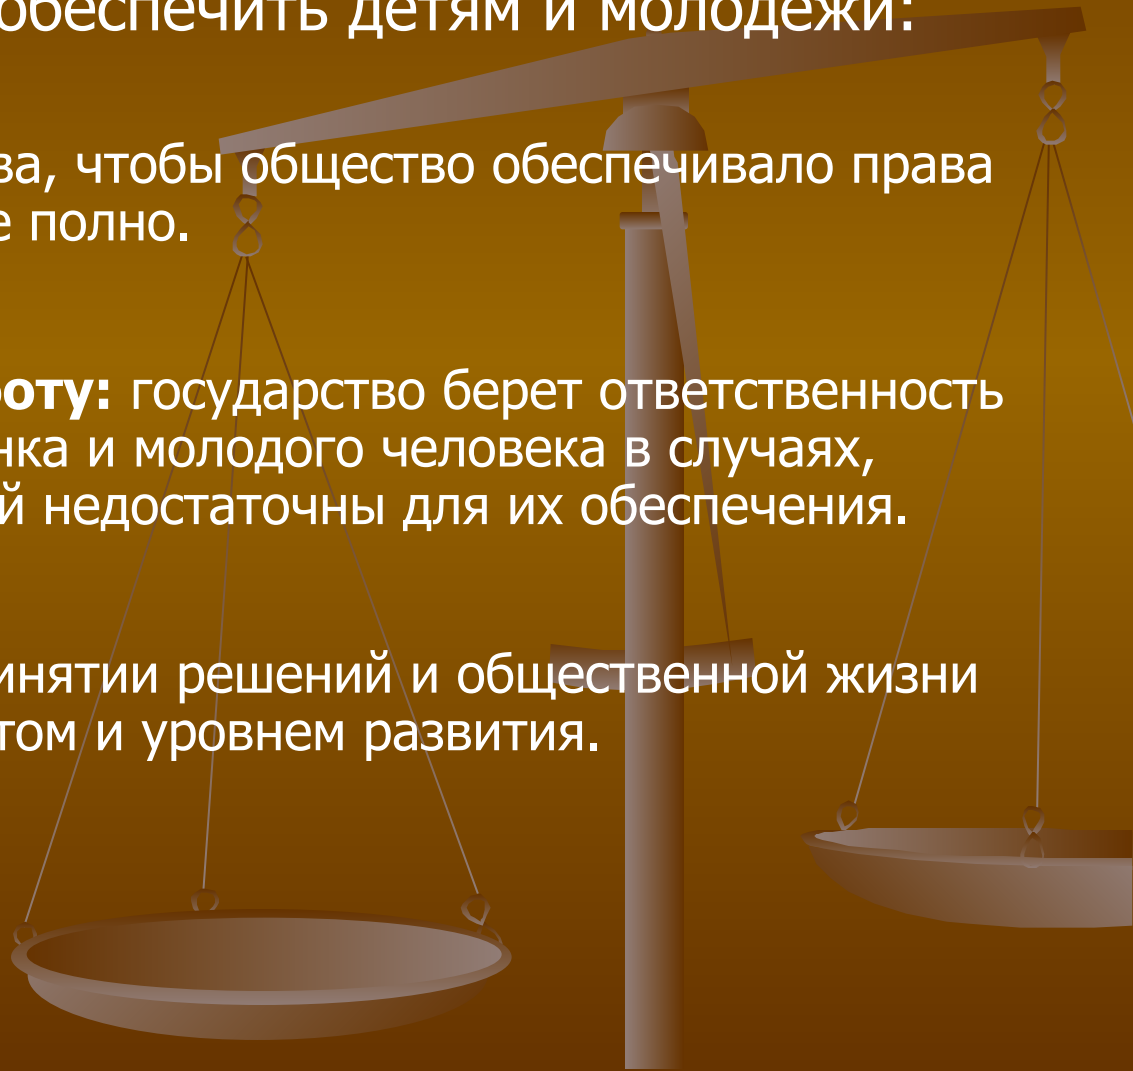 обеспечить детям и молодежи:
ва, чтобы общество обеспечивало права
е полно.
оту: государство берет ответственность
нка и молодого человека в случаях,
й недостаточны для их обеспечения.
инятии решений и общественной жизни
том и уровнем развития.